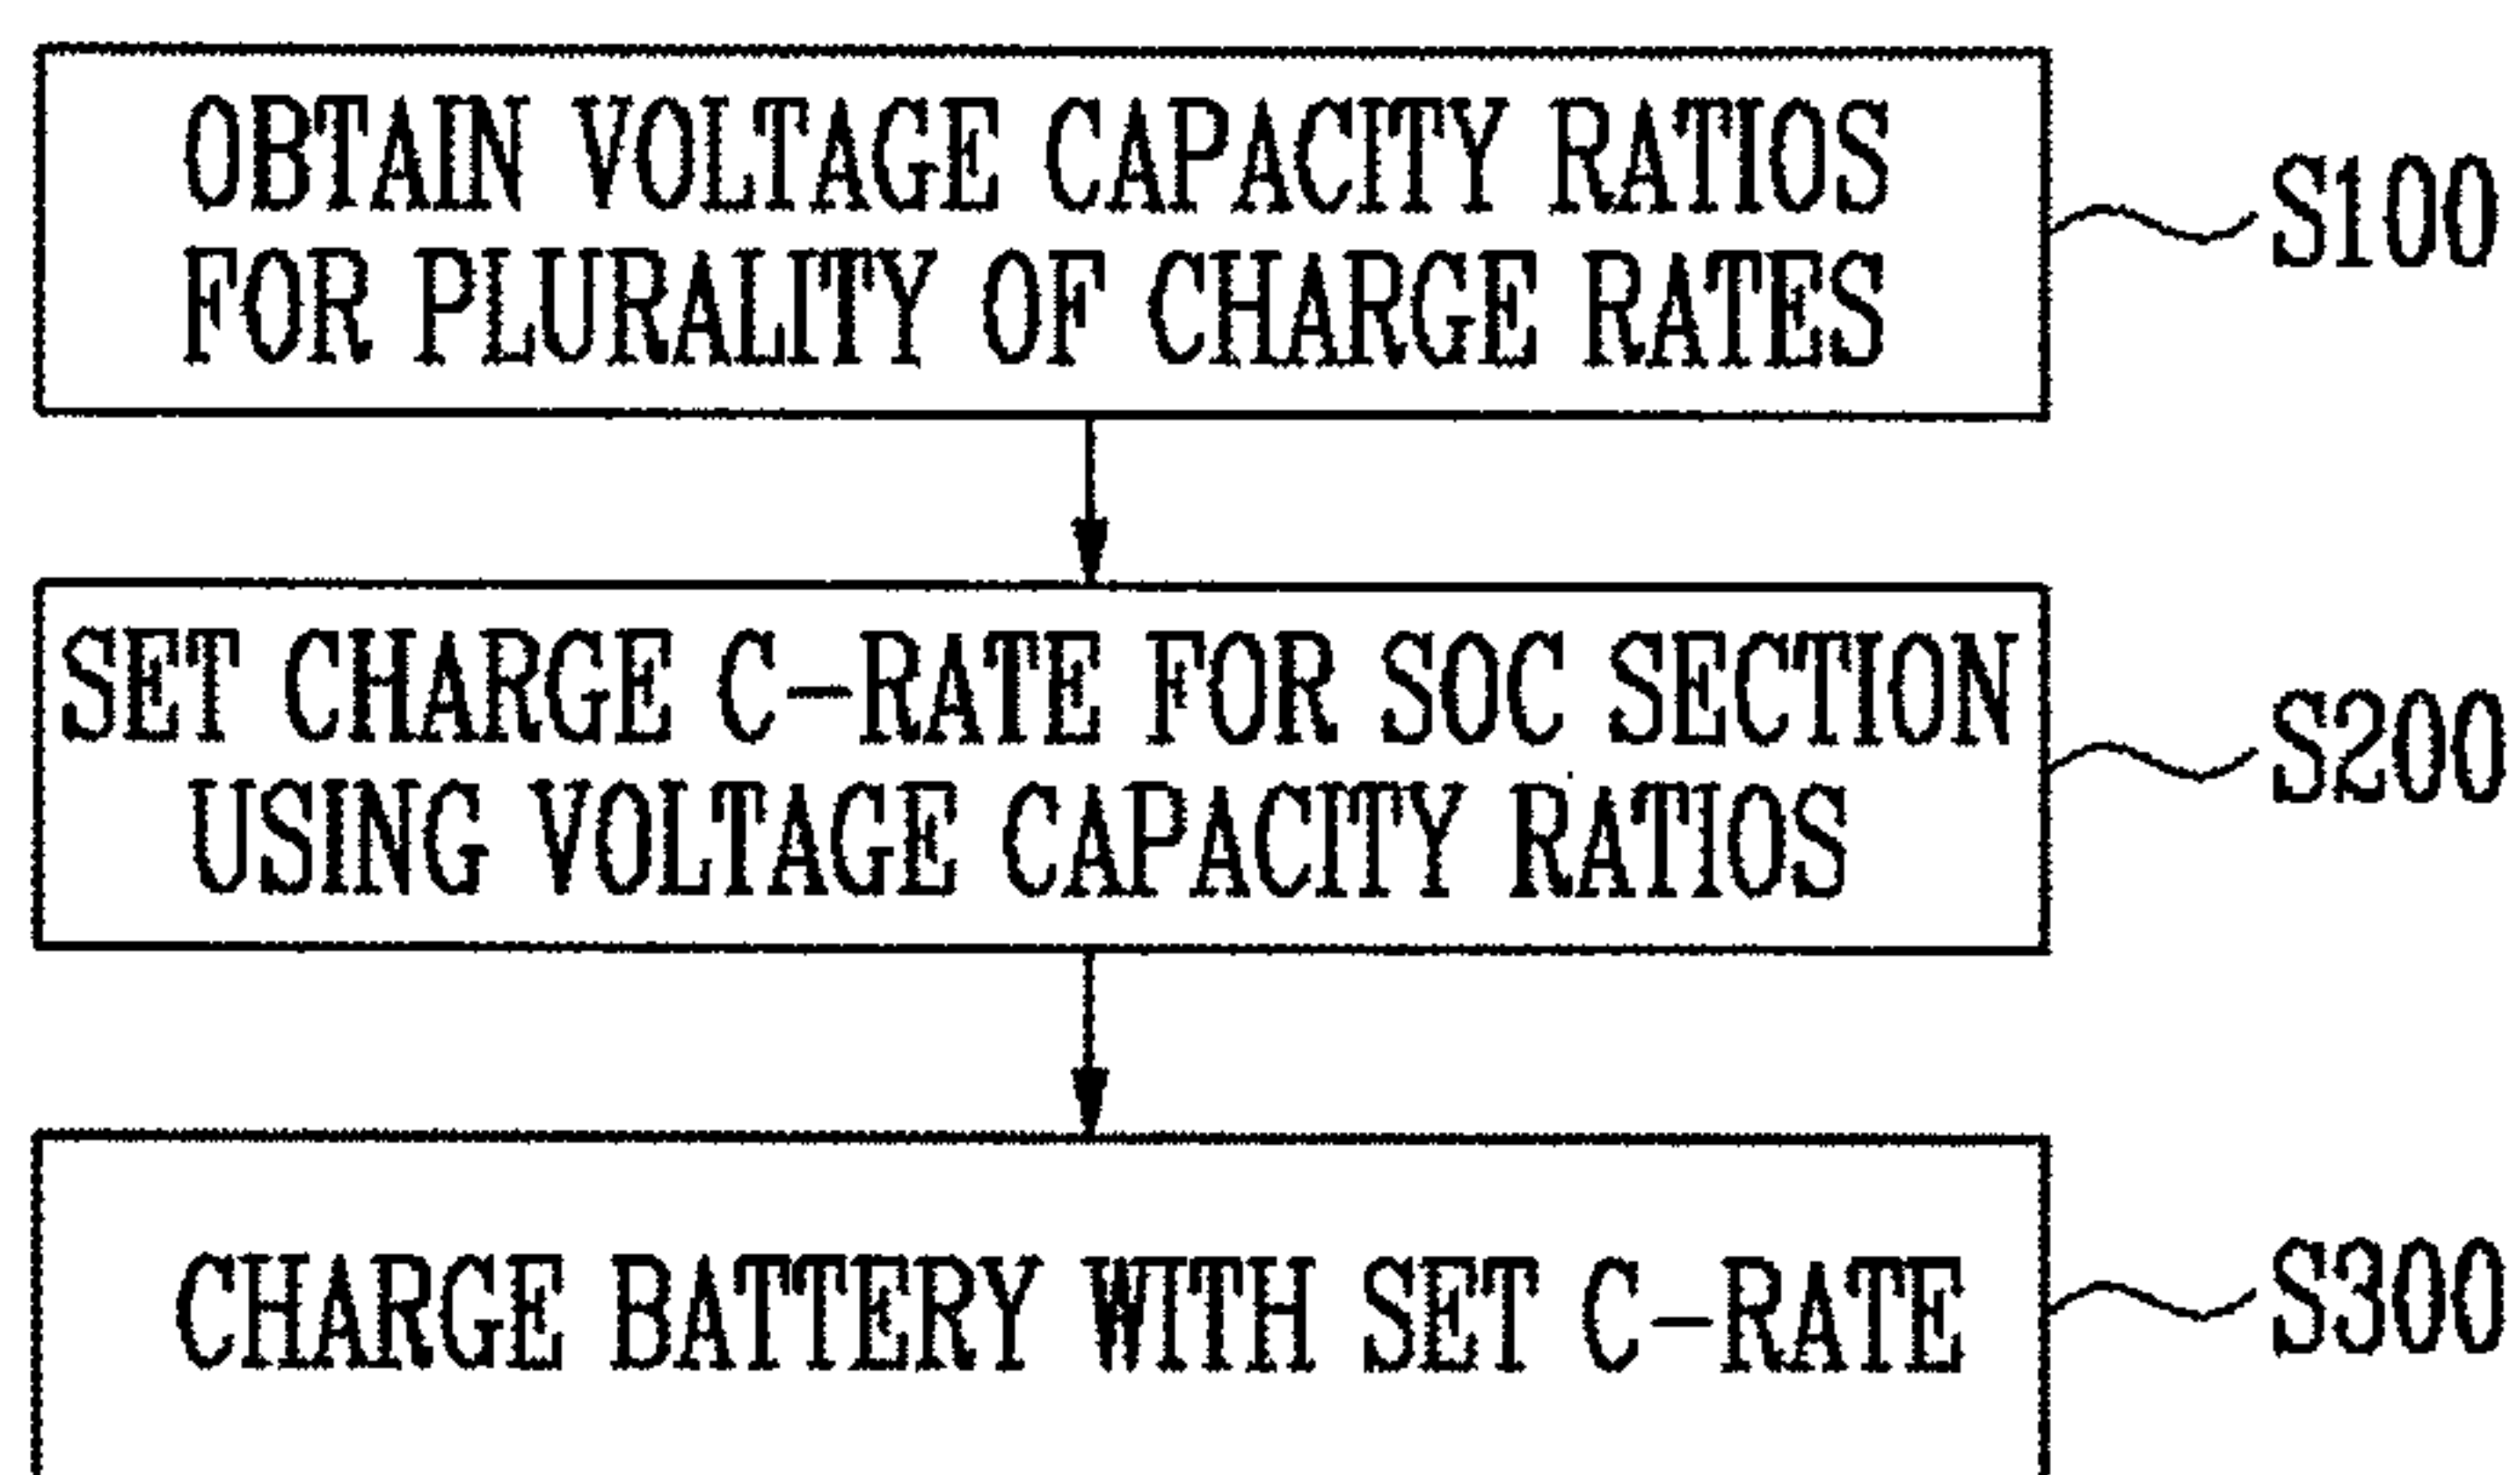 OBTAIN VOLTAGE CAPACITY RATIOS
FOR PLURALITY OF CHARGE RATES
S100
SET CHARGE C-RATE FOR SOC SECTION
USING VOLTAGE CAPACITY RATIOS
S200
CHARGE BATTERY WITH SET C-RATE
S300